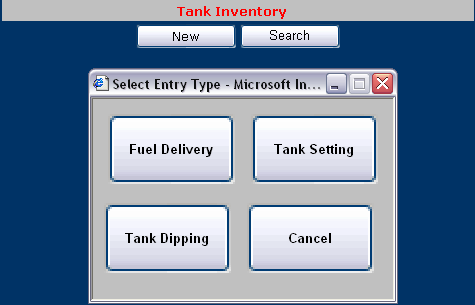 Tank Inventory
New Search
Select Entry Type - Microsoft In...
Fuel Delivery Tank Setting
Tank Dipping Cancel